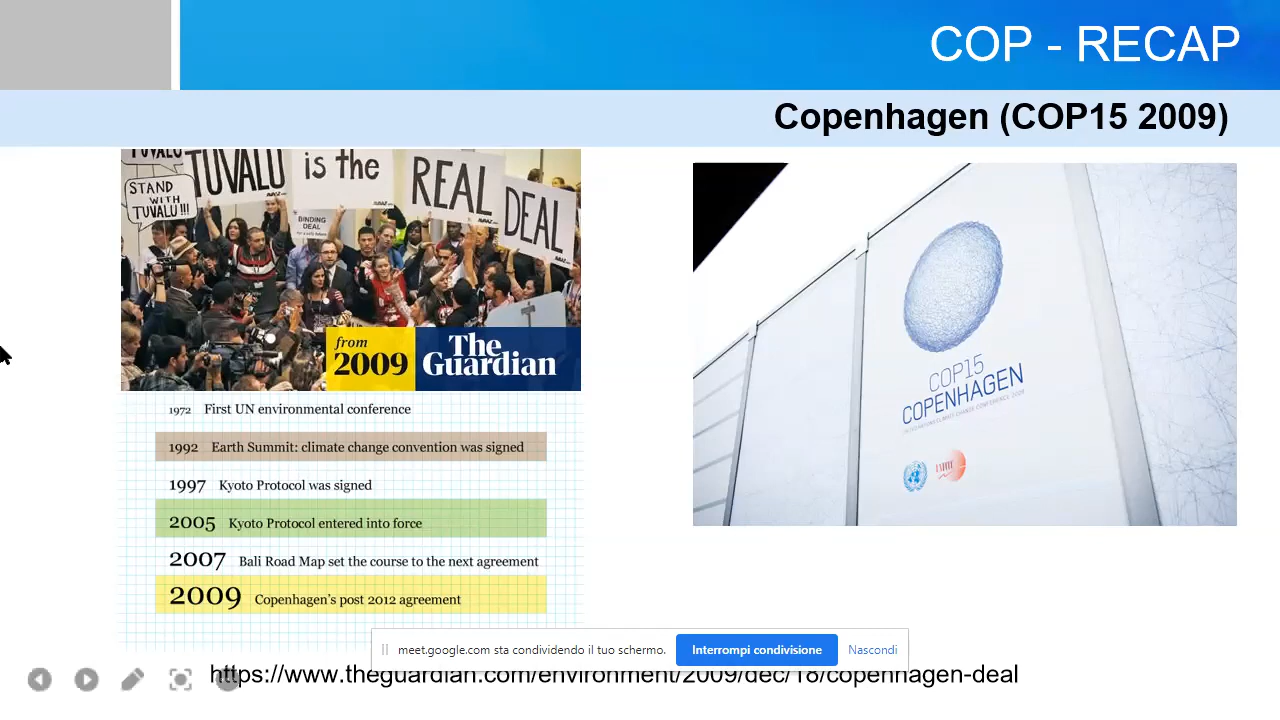 COP - RECAP
Copenhagen (COP15 2009)
TUVALU
TUVALU is the REAL DEAL
STAND
WITH
TUVALU!!!
BINDING
DEAL
from
2009
The
Guardian
COP15
COPENHAGEN
1972 First UN environmental conference
1992 Earth Summit: climate change convention was signed
1997 Kyoto Protocol was signed
2005 Kyoto Protocol entered into force
2007 Bali Road Map set the course to the next agreement
2009 Copenhagen's post 2012 agreement
meet.google.com sta condividendo il tuo schermo.
Interrompi condivisione
Nascondi
https://www.theguardian.com/environment/2009/dec/18/copenhagen-deal